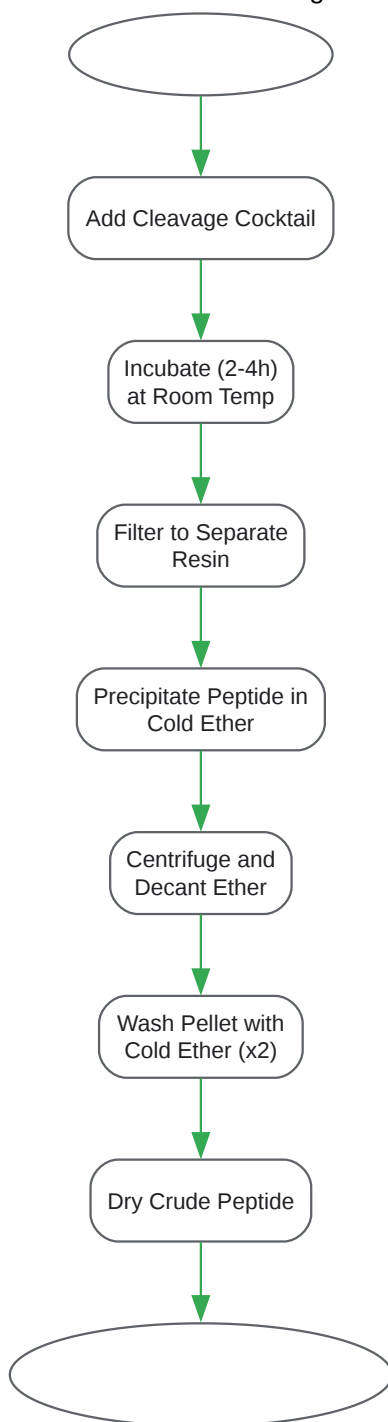 Add Cleavage Cocktail
Incubate (2-4h)
at Room Temp
Filter to Separate
Resin
Precipitate Peptide in
Cold Ether
Centrifuge and
Decant Ether
Wash Pellet with
Cold Ether (x2)
Dry Crude Peptide